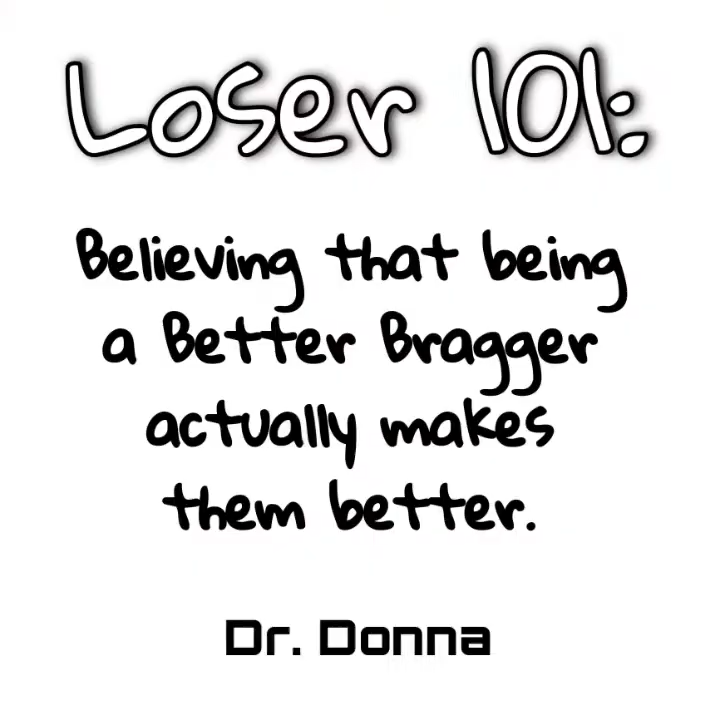 Loser 101:
Believing that being
a Better Bragger
actually makes
them better.
Dr. Donna